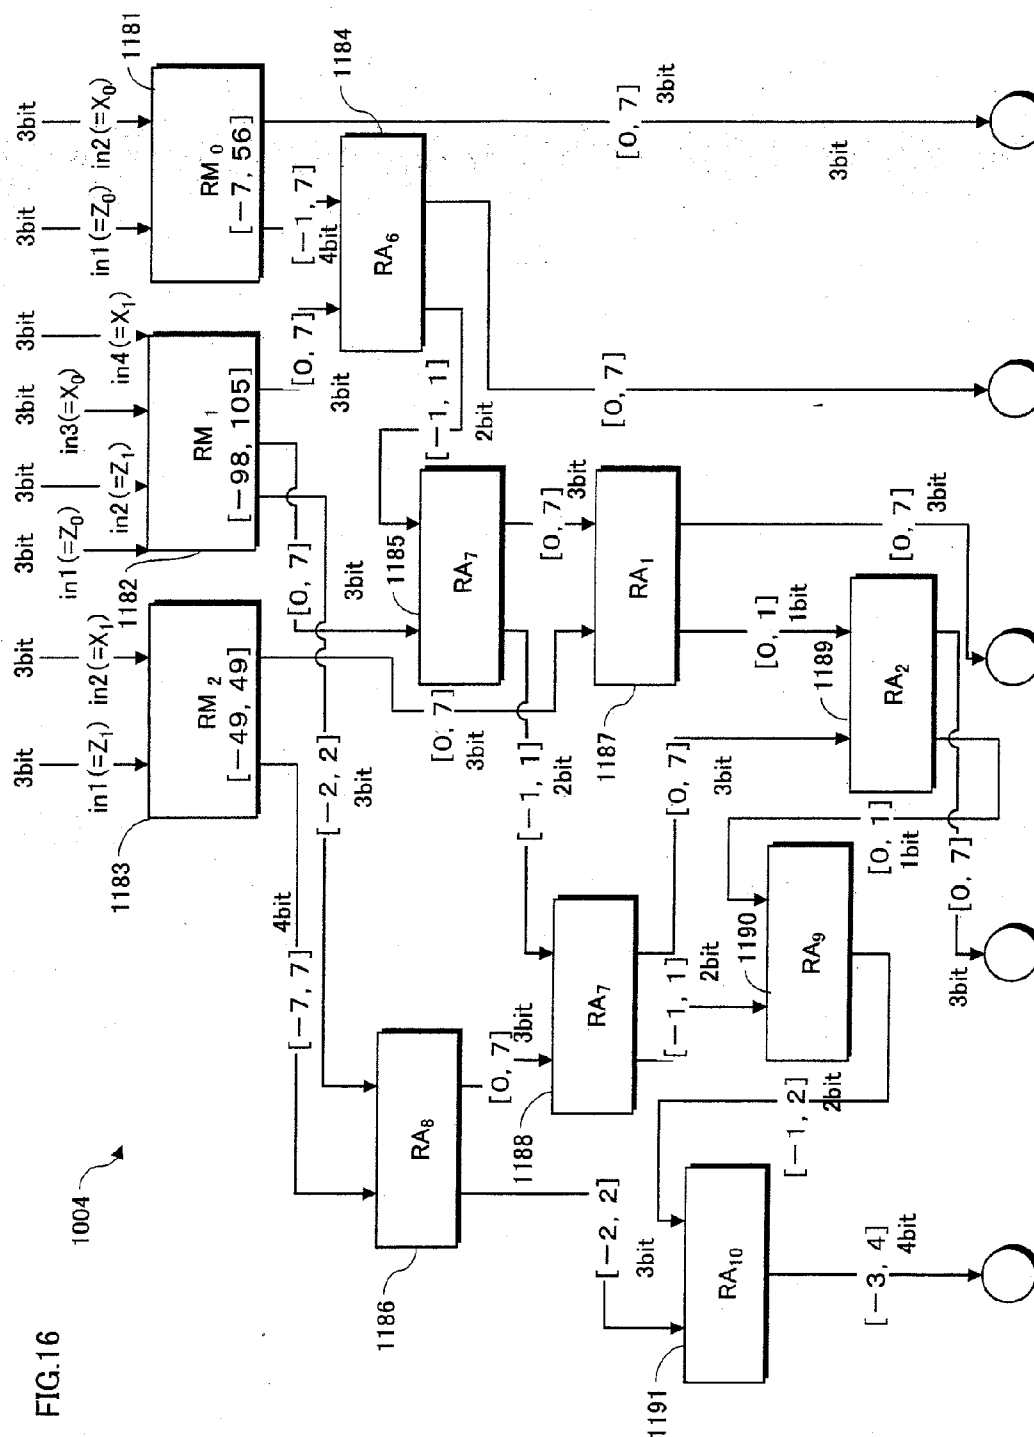 FIG.16
1004
3bit
3bit
3bit
3bit
3bit
3bit
3bit
3bit
in1(=Z1)
in2(=X1)
in1(=Z0)
in2(=Z1)
in3(=X0)
in4(=X1)
in1(=Z0)
in2(=X0)
1183
RM2
[-49, 49]
1182
RM1
[-98, 105]
1181
RM0
[-7, 56]
4bit
[-7, 7]
[-2, 2]
3bit
[0, 7]
3bit
[0, 7]
3bit
[0, 7]
3bit
[-1, 7]
4bit
1184
RA6
[0, 7]
3bit
3bit
[-1, 1]
2bit
[0, 7]
1186
RA8
1185
RA7
[0, 7]
3bit
[-1, 1]
2bit
[0, 7]
3bit
1188
RA7
1187
RA1
[-2, 2]
3bit
[-1, 1]
2bit
[0, 7]
3bit
[0, 1]
1bit
[0, 7]
3bit
1190
RA9
1189
RA2
[-1, 2]
2bit
[0, 1]
1bit
[0, 7]
3bit
1191
RA10
[-3, 4]
4bit